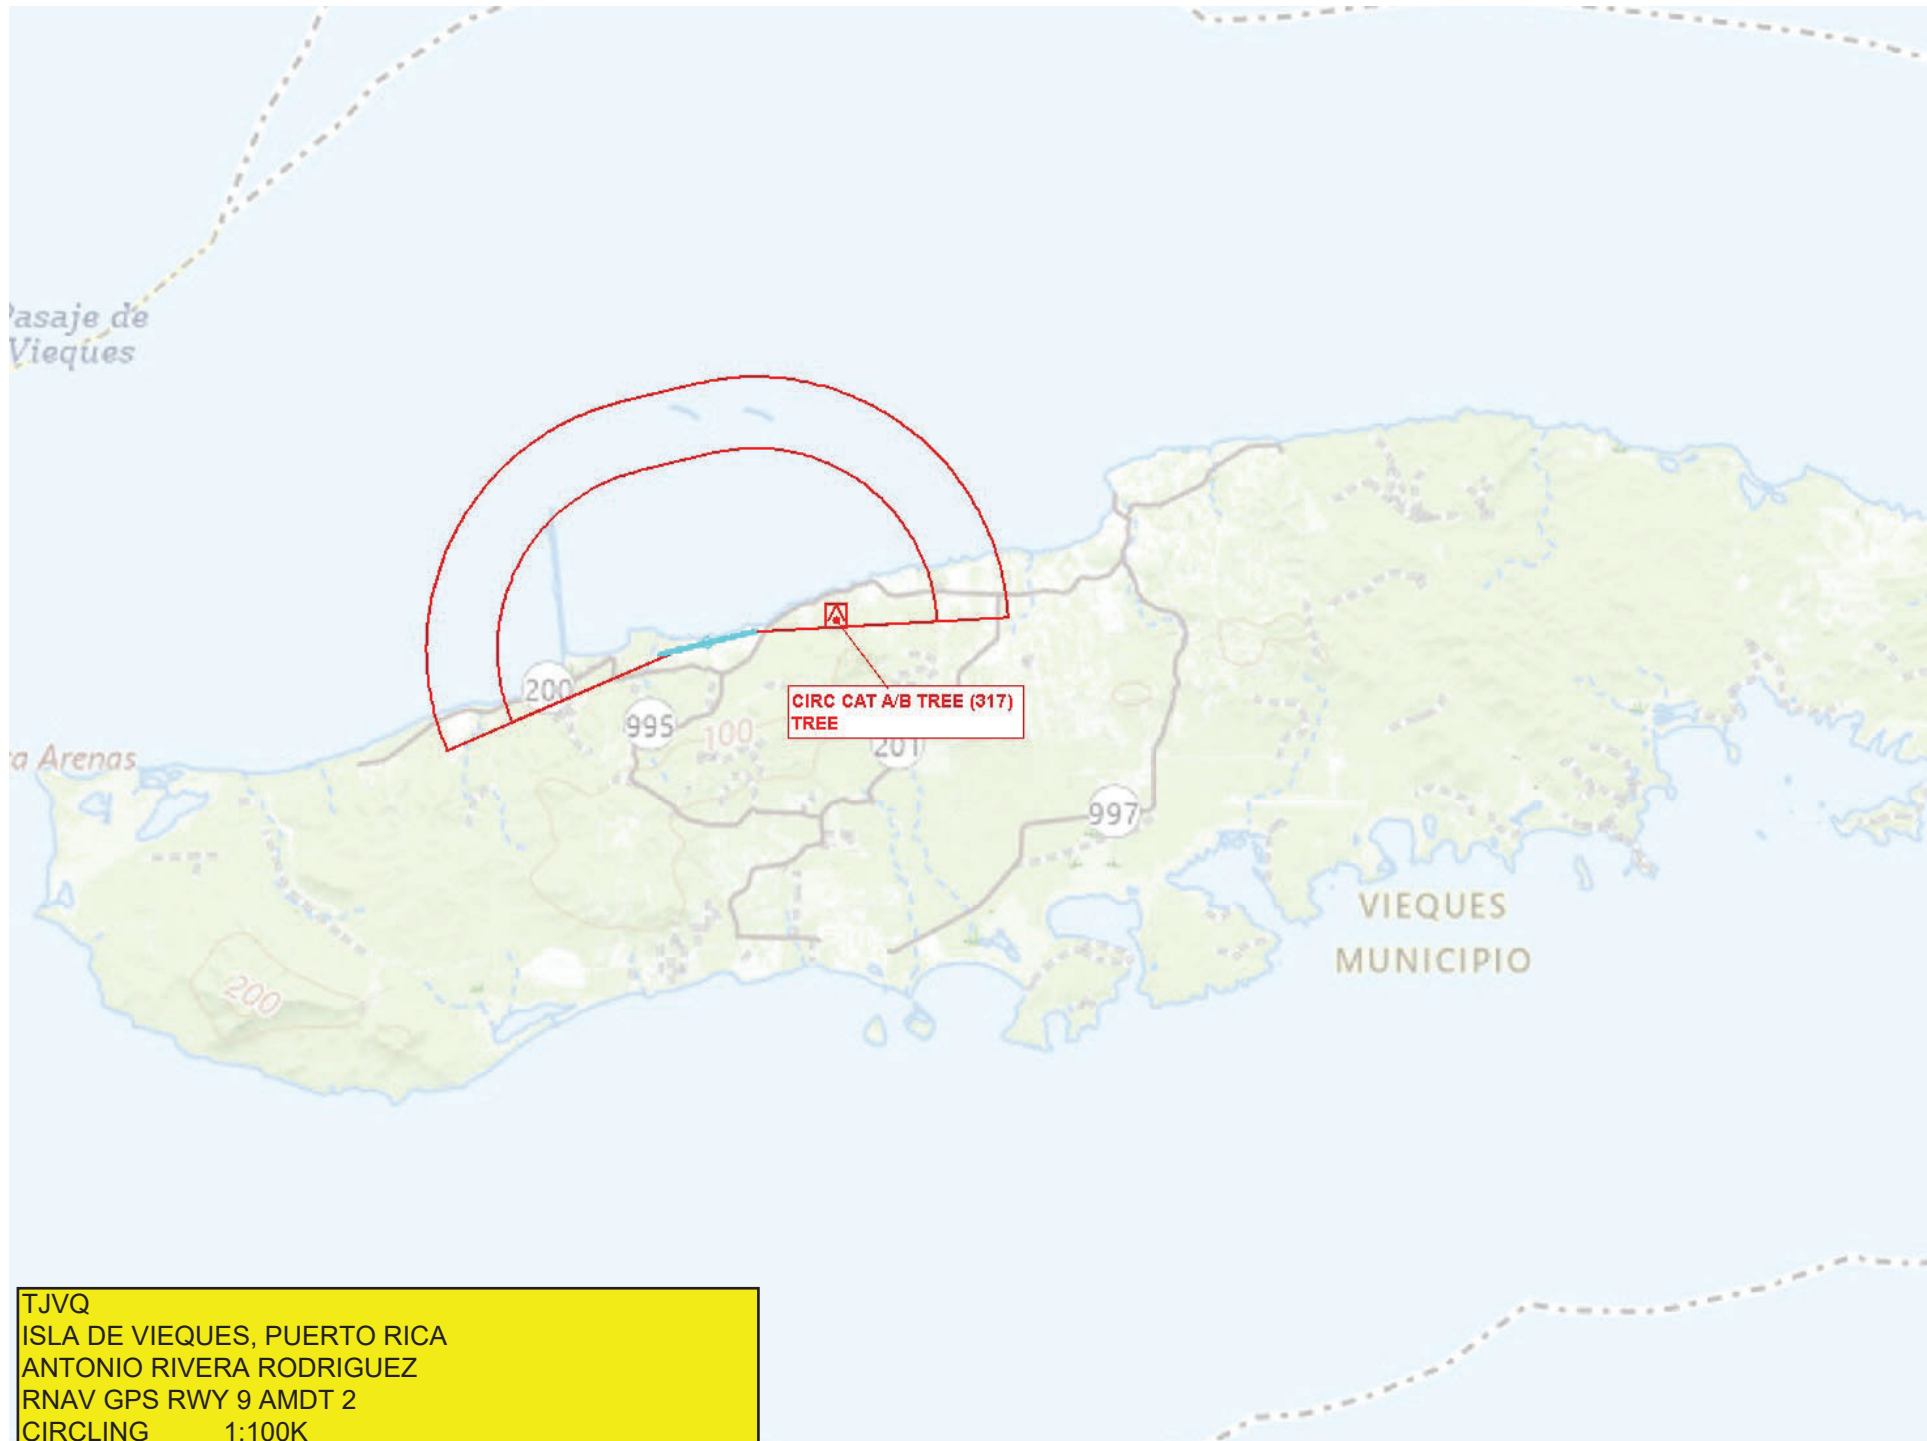 asaje de
Vieques
200
995
100
CIRC CAT A/B TREE (317)
TREE
201
a Arenas
997
VIEQUES
MUNICIPIO
200
TJVQ
ISLA DE VIEQUES, PUERTO RICA
ANTONIO RIVERA RODRIGUEZ
RNAV GPS RWY 9 AMDT 2
CIRCLING 1:100K